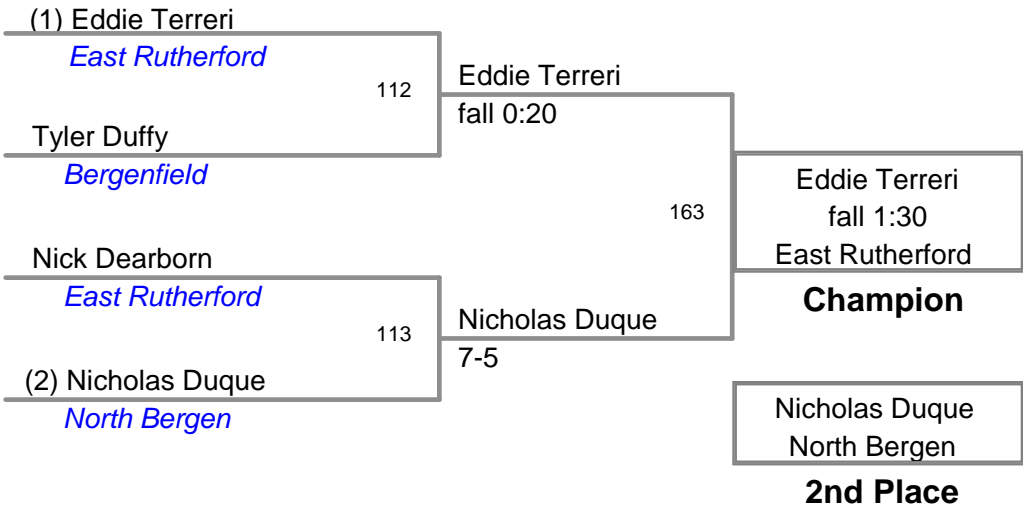 (1) Eddie Terreri
East Rutherford
112
Tyler Duffy
Bergenfield
Eddie Terreri
fall 0:20
Nick Dearborn
East Rutherford
113
(2) Nicholas Duque
North Bergen
Nicholas Duque
7-5
163
Eddie Terreri
fall 1:30
East Rutherford
Champion
Nicholas Duque
North Bergen
2nd Place